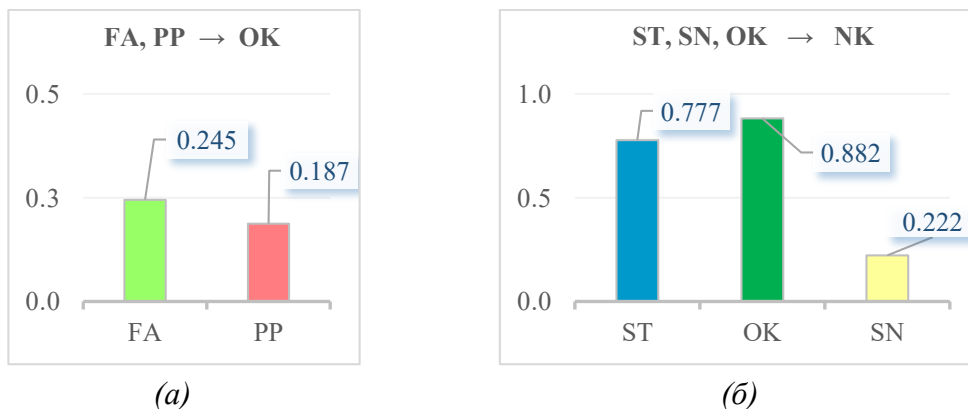 FA, PP → OK
0.5
0.3
0.0
0.245
0.187
FA PP
(а)
ST, SN, OK → NK
1.0
0.5
0.0
0.777
0.882
0.222
ST OK SN
(б)